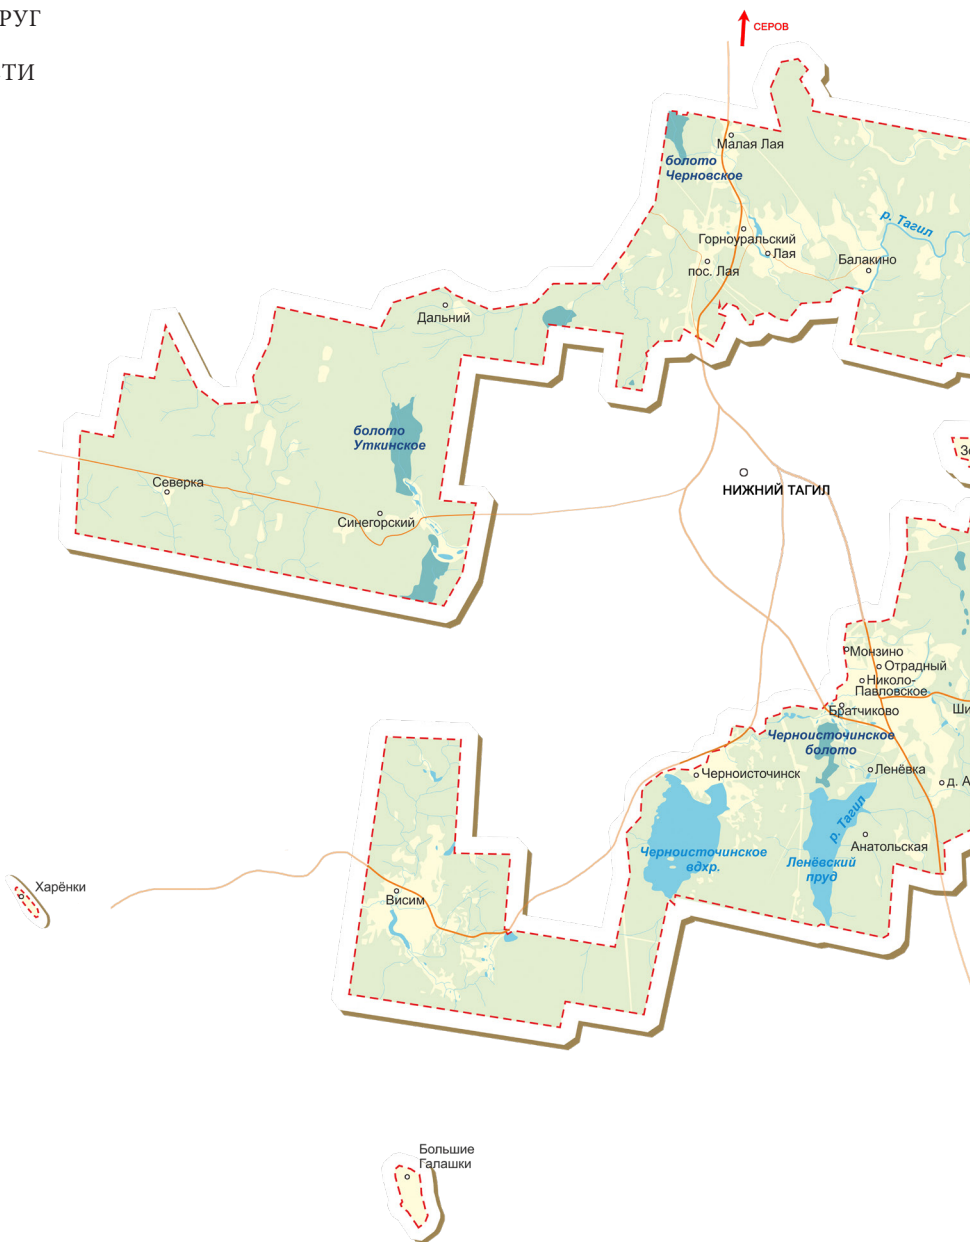 РУГ
СЕРОВ
ТИ
Малая Лая
болото
Черновское
р. Тагил
Горноуральский
Лая
пос. Лая
Балакино
Дальний
болото
Уткинское
Северка
Синегорский
НИЖНИЙ ТАГИЛ
Монзино
Отрадный
Николо-
Павловское
Братчиково
Черноисточинское
болото
Черноисточинск
Ленёвка
д. А
р. Тагил
Анатольская
Черноисточинское
вдхр.
Ленёвский
пруд
Харёнки
Висим
Большие
Галашки